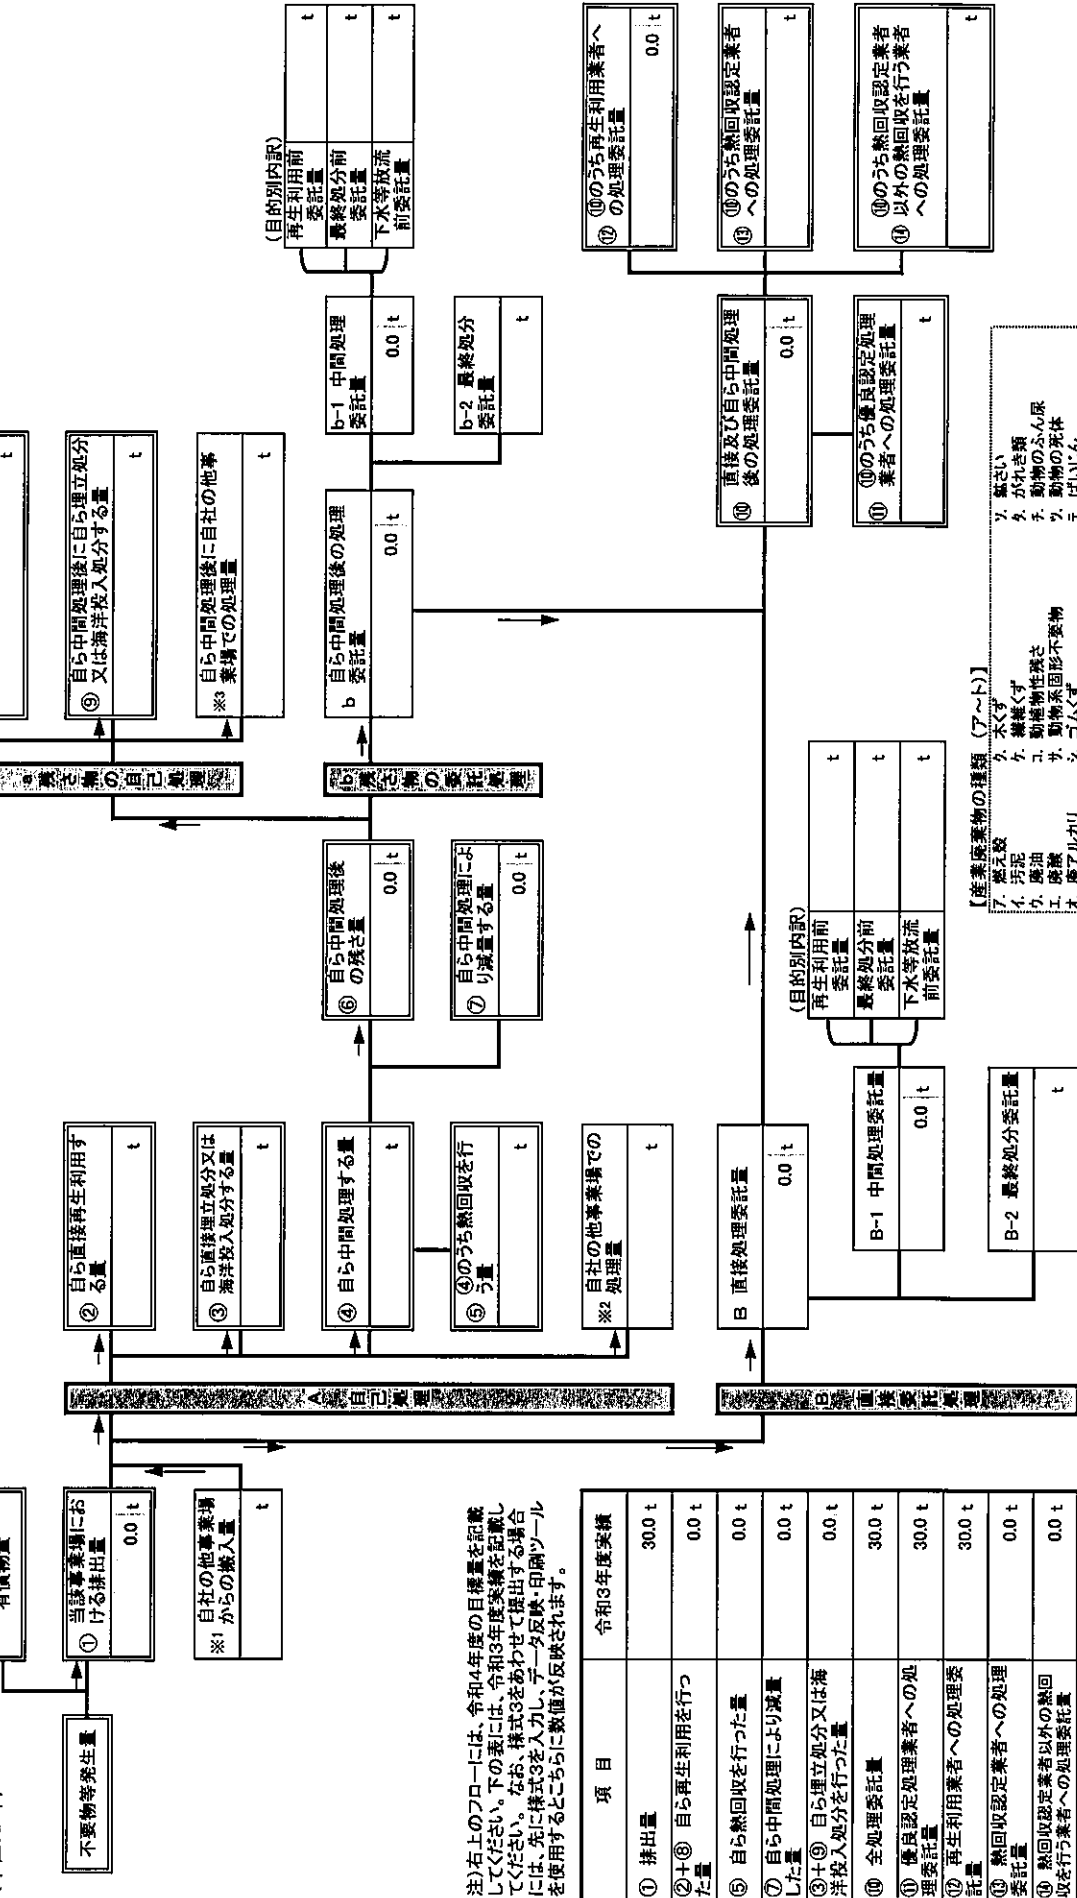 不要物等発生量
有償物量
① 当該事業場にお
ける排出量
0.0 t
※1 自社の他事業場
からの搬入量
t
A 自己処理
② 自ら直接再生利用す
る量
t
③ 自ら直接埋立処分又は
海洋投入処分する量
t
④ 自ら中間処理する量
t
⑤ ④のうち熱回収を行
う量
t
※2 自社の他事業場での
処理量
t
⑥ 自ら中間処理後
の残さ量
0.0 t
⑦ 自ら中間処理によ
り減量する量
0.0 t
a 残さ物の自己処理
t
⑨ 自ら中間処理後に自ら埋立処分
又は海洋投入処分する量
t
※3 自ら中間処理後に自社の他事
業場での処理量
t
b 残さ物の委託処理
b 自ら中間処理後の処理
委託量
0.0 t
b-1 中間処理
委託量
0.0 t
b-2 最終処分
委託量
t
(目的別内訳)
再生利用前
委託量
t
最終処分前
委託量
t
下水等放流
前委託量
t
B 直接委託処理
B 直接処理委託量
0.0 t
B-1 中間処理委託量
0.0 t
B-2 最終処分委託量
t
(目的別内訳)
再生利用前
委託量
t
最終処分前
委託量
t
下水等放流
前委託量
t
⑩ 直接及び自ら中間処理
後の処理委託量
0.0 t
⑪ ⑩のうち優良認定処理
業者への処理委託量
t
⑫ ⑩のうち再生利用業者へ
の処理委託量
0.0 t
⑬ ⑩のうち熱回収認定業者
への処理委託量
t
⑭ ⑩のうち熱回収認定業者
以外の熱回収を行う業者
への処理委託量
t
注)右上のフローには、令和4年度の目標量を記載
してください。下の表には、令和3年度実績を記載し
てください。なお、様式3をあわせて提出する場合
には、先に様式3を入力し、データ反映・印刷ツール
を使用するとこちらに数値が反映されます。
項 目 令和3年度実績
① 排出量 30.0 t
②+⑧ 自ら再生利用を行っ
た量 0.0 t
⑤ 自ら熱回収を行った量 0.0 t
⑦ 自ら中間処理により減量
した量 0.0 t
③+⑨ 自ら埋立処分又は海
洋投入処分を行った量 0.0 t
⑩ 全処理委託量 30.0 t
⑪ 優良認定処理業者への処
理委託量 30.0 t
⑫ 再生利用業者への処理委
託量 30.0 t
⑬ 熱回収認定業者への処理
委託量 0.0 t
⑭ 熱回収認定業者以外の熱回
収を行う業者への処理委託量 0.0 t
【産業廃棄物の種類 (ア～ト)】
ア. 燃え殻 ク. 木くず ソ. 鉱さい
イ. 汚泥 ケ. 繊維くず タ. がれき類
ウ. 廃油 コ. 動植物性残さ チ. 動物のふん尿
エ. 廃酸 サ. 動物系固形不要物 ツ. 動物の死体
オ. 廃アルカリ シ. ゴムくず テ. ばいじん